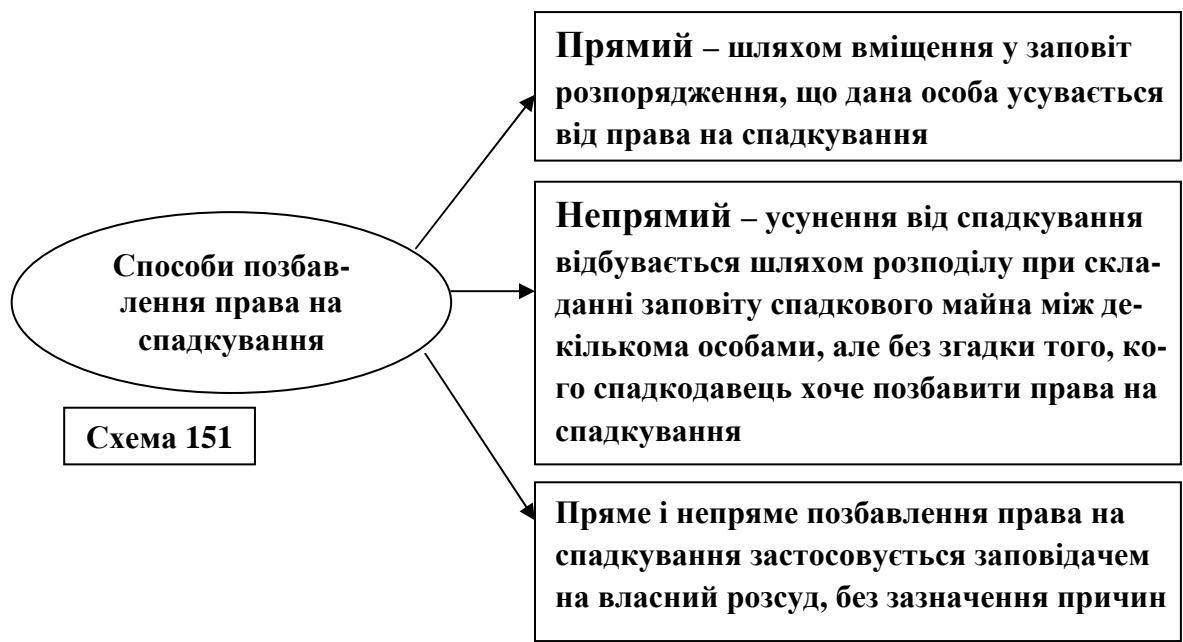 Способи позбав-
лення права на
спадкування
Схема 151
Прямий – шляхом вміщення у заповіт
розпорядження, що дана особа усувається
від права на спадкування
Непрямий – усунення від спадкування
відбувається шляхом розподілу при скла-
данні заповіту спадкового майна між де-
кількома особами, але без згадки того, ко-
го спадкодавець хоче позбавити права на
спадкування
Пряме і непряме позбавлення права на
спадкування застосовується заповідачем
на власний розсуд, без зазначення причин